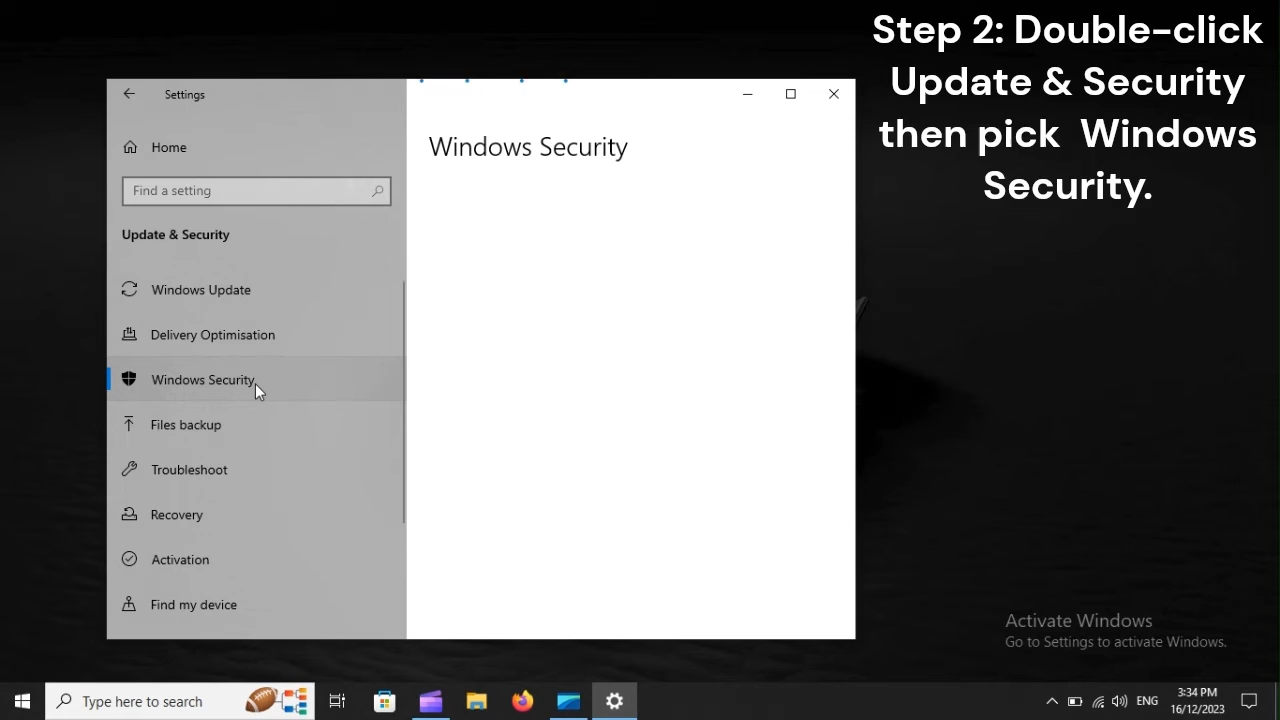 Step 2: Double-click
Update & Security
then pick Windows
Security.
Settings
Home
Find a setting
Update & Security
Windows Update
Delivery Optimisation
Windows Security
Files backup
Troubleshoot
Recovery
Activation
Find my device
Windows Security
Activate Windows
Go to Settings to activate Windows.
Type here to search
ENG
3:34 PM
16/12/2023